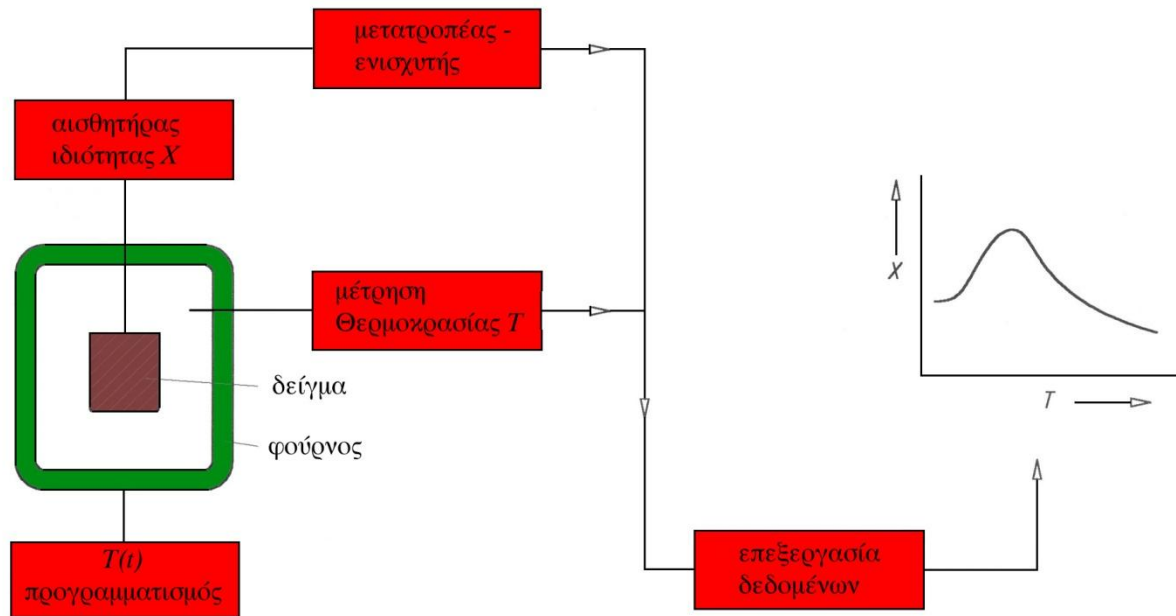 μετατροπέας -
ενισχυτής
αισθητήρας
ιδιότητας X
μέτρηση
Θερμοκρασίας T
δείγμα
φούρνος
T(t)
προγραμματισμός
επεξεργασία
δεδομένων
X
T